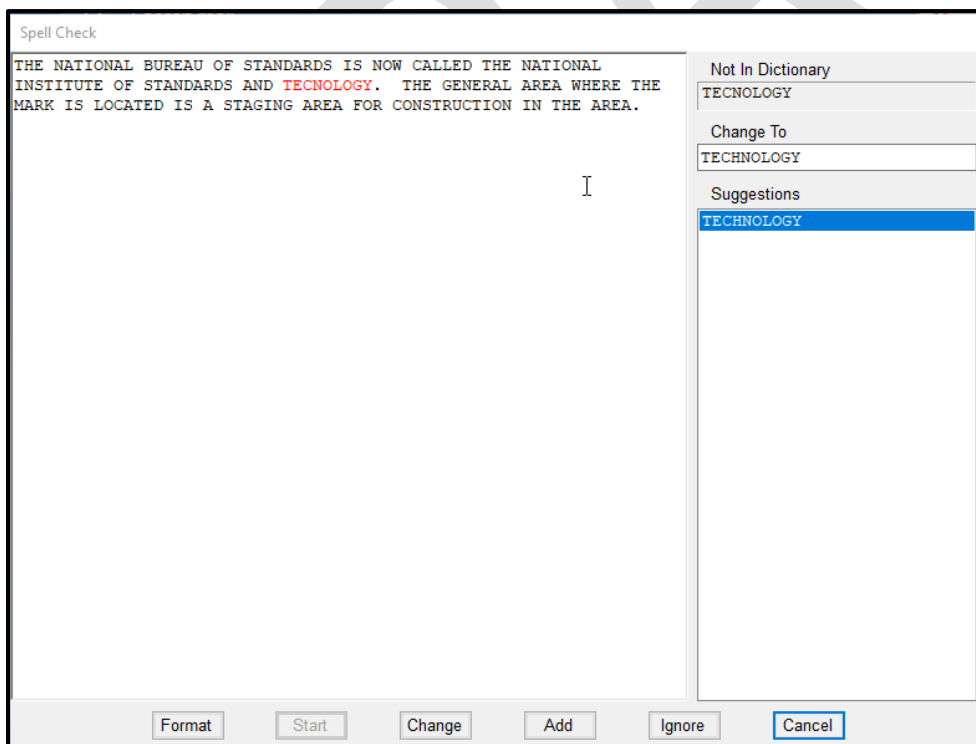 Spell Check
THE NATIONAL BUREAU OF STANDARDS IS NOW CALLED THE NATIONAL
INSTITUTE OF STANDARDS AND TECNOLOGY.  THE GENERAL AREA WHERE THE
MARK IS LOCATED IS A STAGING AREA FOR CONSTRUCTION IN THE AREA.
Not In Dictionary
TECNOLOGY
Change To
TECHNOLOGY
Suggestions
TECHNOLOGY
Format Start Change Add Ignore Cancel